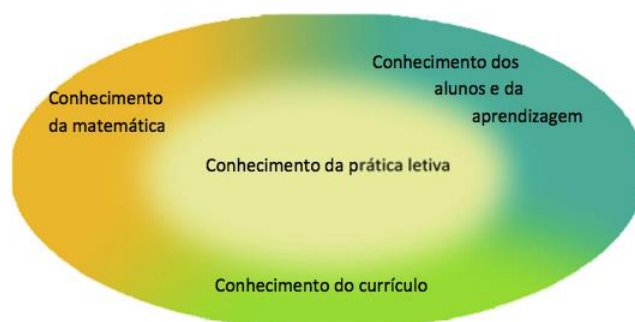 Conhecimento
da matemática
Conhecimento dos
alunos e da
aprendizagem
Conhecimento da prática letiva
Conhecimento do currículo